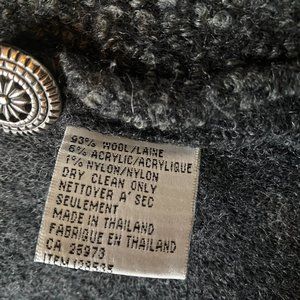 93% WOOL/LAINE
6% ACRYLIC/ACRYLIQUE
1% NYLON/NYLON
DRY CLEAN ONLY
NETTOYER A' SEC
SEULEMENT
MADE IN THAILAND
FABRIQUE EN THAILAND
CA 25973